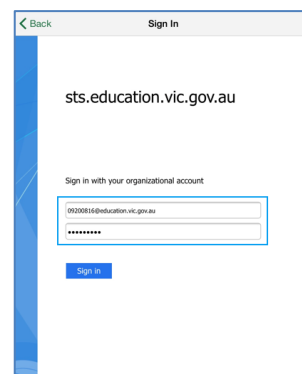 Back Sign In
sts.education.vic.gov.au
Sign in with your organizational account
09200816@education.vic.gov.au
•••••••••
Sign in